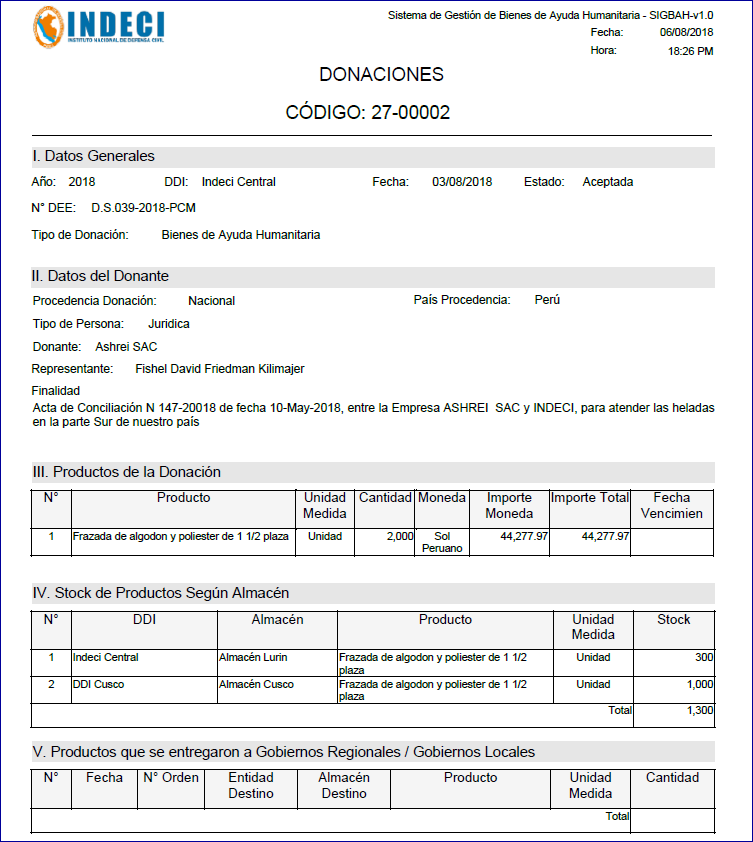 INDECI
INSTITUTO NACIONAL DE DEFENSA CIVIL
Sistema de Gestión de Bienes de Ayuda Humanitaria - SIGBAH-v1.0
Fecha: 06/08/2018
Hora: 18:26 PM
DONACIONES
CÓDIGO: 27-00002
I. Datos Generales
Año: 2018 DDI: Indeci Central Fecha: 03/08/2018 Estado: Aceptada
N° DEE: D.S.039-2018-PCM
Tipo de Donación: Bienes de Ayuda Humanitaria
II. Datos del Donante
Procedencia Donación: Nacional País Procedencia: Perú
Tipo de Persona: Juridica
Donante: Ashrei SAC
Representante: Fishel David Friedman Kilimajer
Finalidad
Acta de Conciliación N 147-20018 de fecha 10-May-2018, entre la Empresa ASHREI SAC y INDECI, para atender las heladas
en la parte Sur de nuestro país
III. Productos de la Donación
N° Producto Unidad Cantidad Moneda Importe Importe Total Fecha
Medida Moneda Vencimien
1 Frazada de algodon y poliester de 1 1/2 plaza Unidad 2,000 Sol 44,277.97 44,277.97
Peruano
IV. Stock de Productos Según Almacén
N° DDI Almacén Producto Unidad Stock
Medida
1 Indeci Central Almacén Lurin Frazada de algodon y poliester de 1 1/2 Unidad 300
plaza
2 DDI Cusco Almacén Cusco Frazada de algodon y poliester de 1 1/2 Unidad 1,000
plaza
Total 1,300
V. Productos que se entregaron a Gobiernos Regionales / Gobiernos Locales
N° Fecha N° Orden Entidad Almacén Producto Unidad Cantidad
Destino Destino Medida
Total